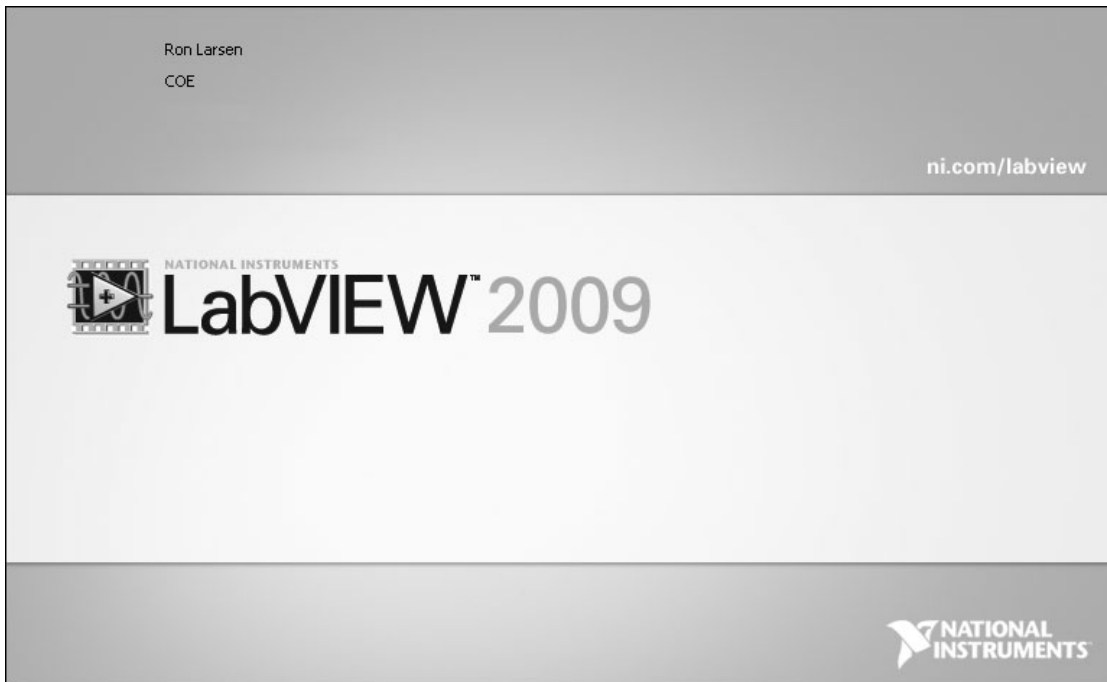 Ron Larsen
COE
ni.com/labview
NATIONAL INSTRUMENTS
LabVIEW™ 2009
NATIONAL
INSTRUMENTS